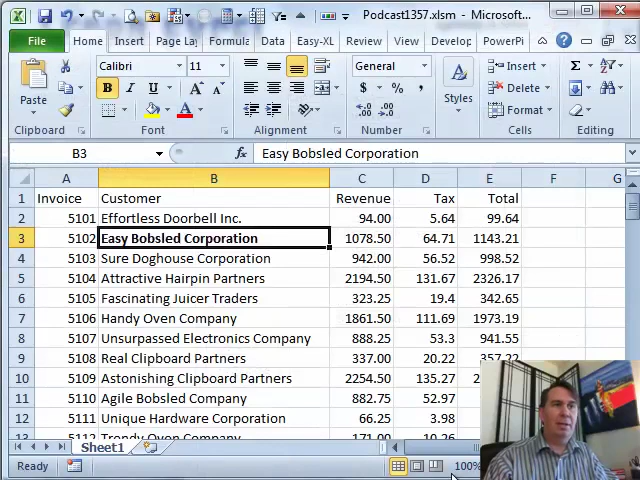 Podcast1357.xlsm - Microsoft...
File Home Insert Page Lay Formula Data Easy-XL Review View Develop PowerPi
Calibri 11 General Insert
Paste B I U $ % , Styles Delete
Format
Clipboard Font Alignment Number Cells Editing
B3 fx Easy Bobsled Corporation
A B C D E F G
1 Invoice Customer Revenue Tax Total
2 5101 Effortless Doorbell Inc. 94.00 5.64 99.64
3 5102 Easy Bobsled Corporation 1078.50 64.71 1143.21
4 5103 Sure Doghouse Corporation 942.00 56.52 998.52
5 5104 Attractive Hairpin Partners 2194.50 131.67 2326.17
6 5105 Fascinating Juicer Traders 323.25 19.4 342.65
7 5106 Handy Oven Company 1861.50 111.69 1973.19
8 5107 Unsurpassed Electronics Company 888.25 53.3 941.55
9 5108 Real Clipboard Partners 337.00 20.22 357.22
10 5109 Astonishing Clipboard Partners 2254.50 135.27 2
11 5110 Agile Bobsled Company 882.75 52.97
12 5111 Unique Hardware Corporation 66.25 3.98
13 5112 Trendy Oven Company 171.00 10.26
Sheet1
Ready 100%